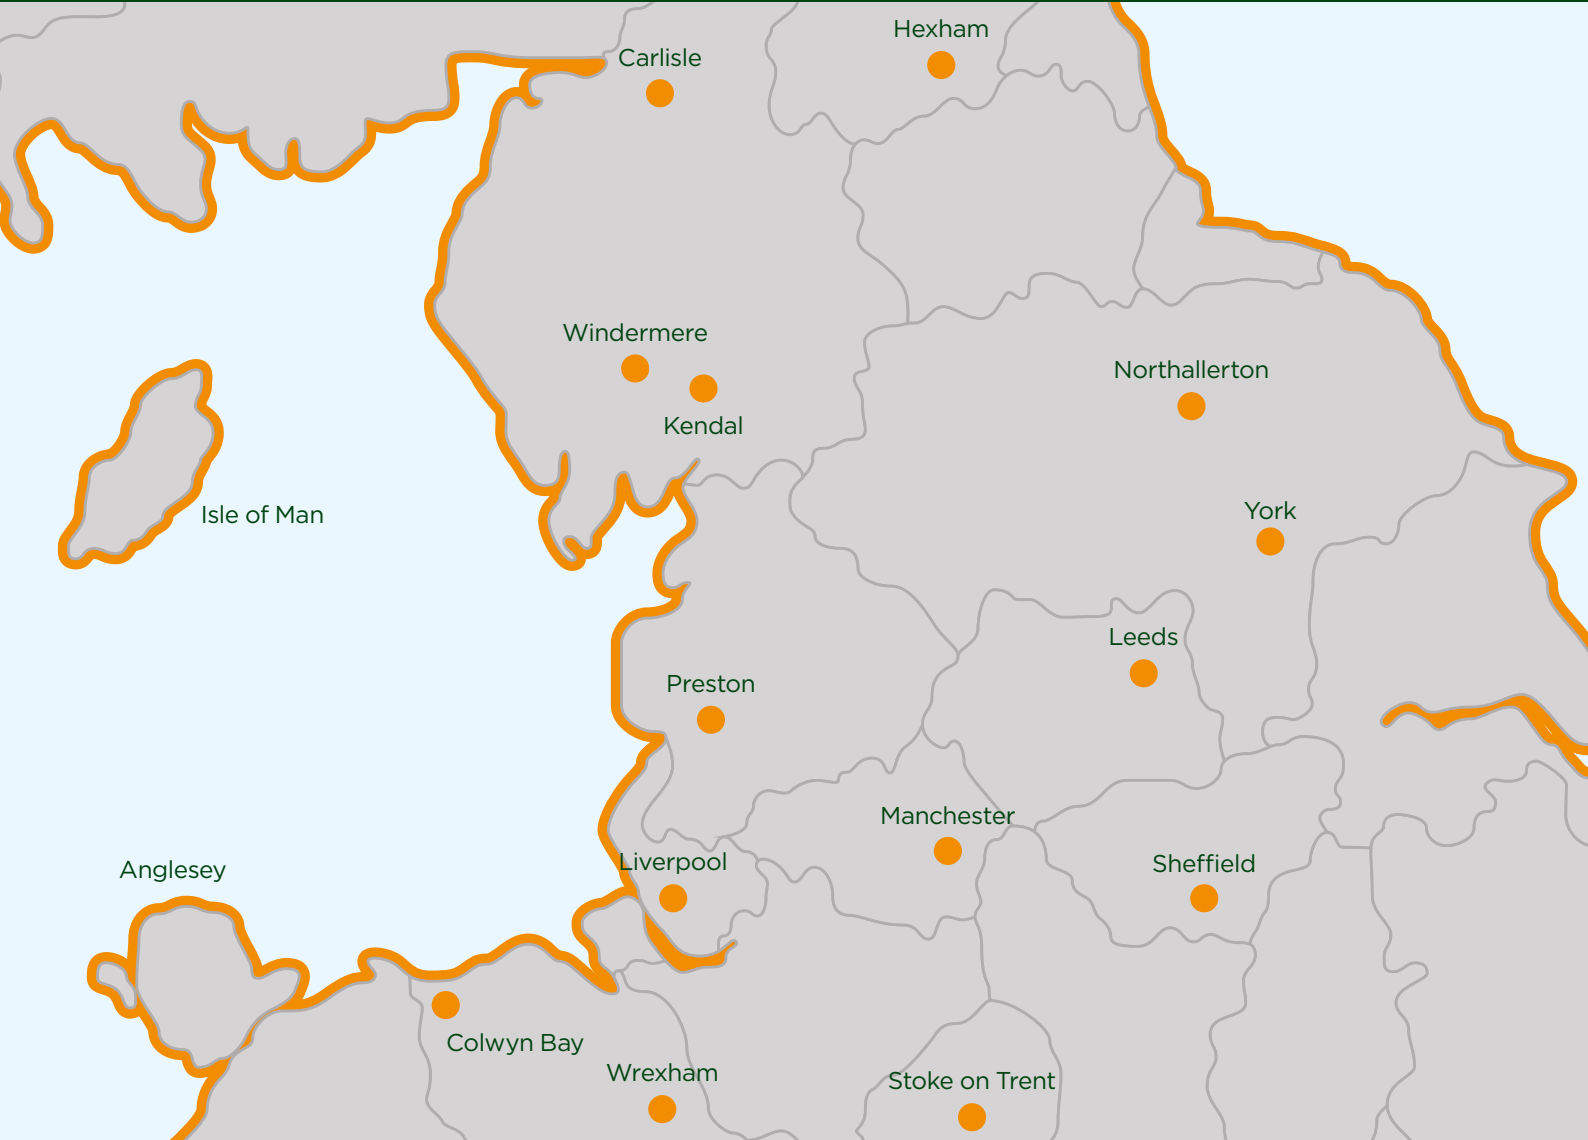 Hexham
Carlisle
Windermere
Northallerton
Kendal
York
Isle of Man
Leeds
Preston
Manchester
Liverpool
Sheffield
Anglesey
Colwyn Bay
Wrexham
Stoke on Trent